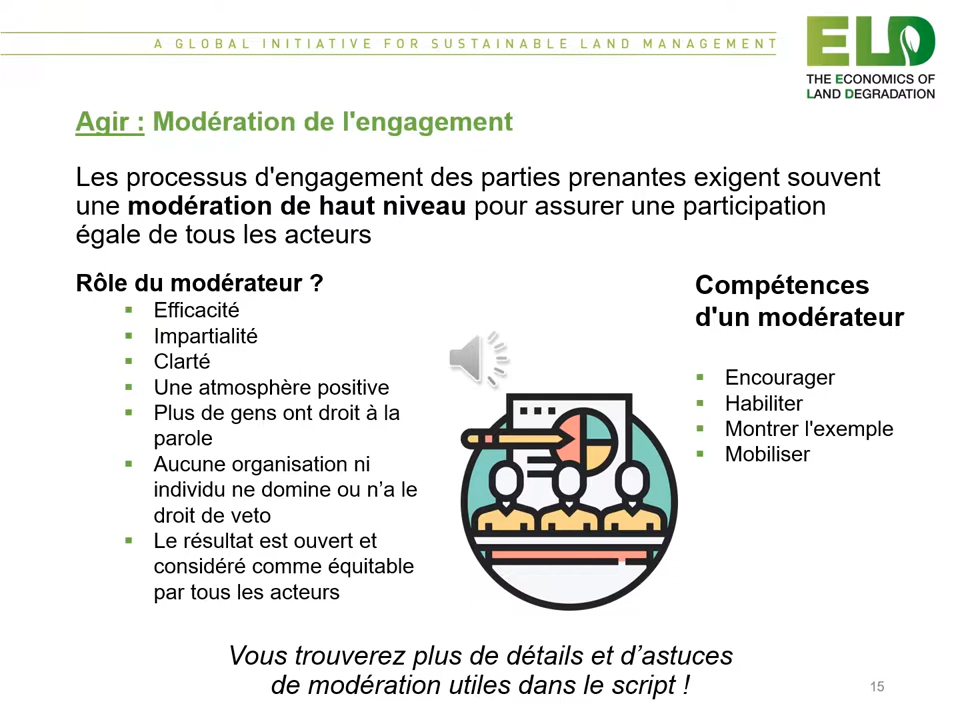 A GLOBAL INITIATIVE FOR SUSTAINABLE LAND MANAGEMENT
ELD
THE ECONOMICS OF
LAND DEGRADATION
Agir : Modération de l'engagement
Les processus d'engagement des parties prenantes exigent souvent
une modération de haut niveau pour assurer une participation
égale de tous les acteurs
Rôle du modérateur ?
▪ Efficacité
▪ Impartialité
▪ Clarté
▪ Une atmosphère positive
▪ Plus de gens ont droit à la
parole
▪ Aucune organisation ni
individu ne domine ou n’a le
droit de veto
▪ Le résultat est ouvert et
considéré comme équitable
par tous les acteurs
Compétences
d'un modérateur
▪ Encourager
▪ Habiliter
▪ Montrer l'exemple
▪ Mobiliser
Vous trouverez plus de détails et d’astuces
de modération utiles dans le script !
15